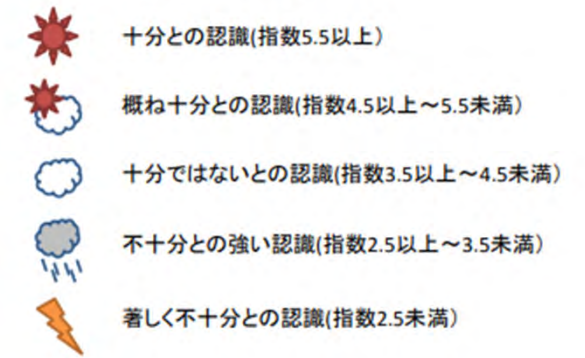 十分との認識(指数5.5以上)
概ね十分との認識(指数4.5以上～5.5未満)
十分ではないとの認識(指数3.5以上～4.5未満)
不十分との強い認識(指数2.5以上～3.5未満)
著しく不十分との認識(指数2.5未満)